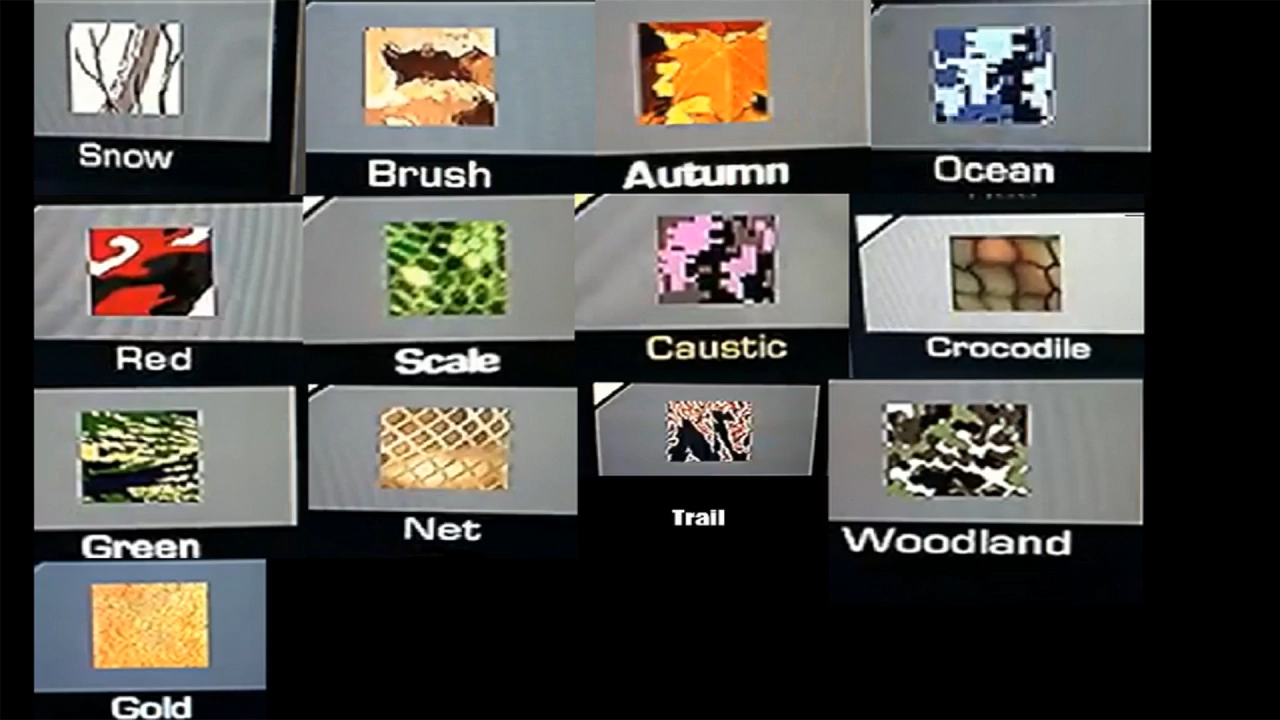 Snow
Brush
Autumn
Ocean
Red
Scale
Caustic
Crocodile
Green
Net
Trail
Woodland
Gold